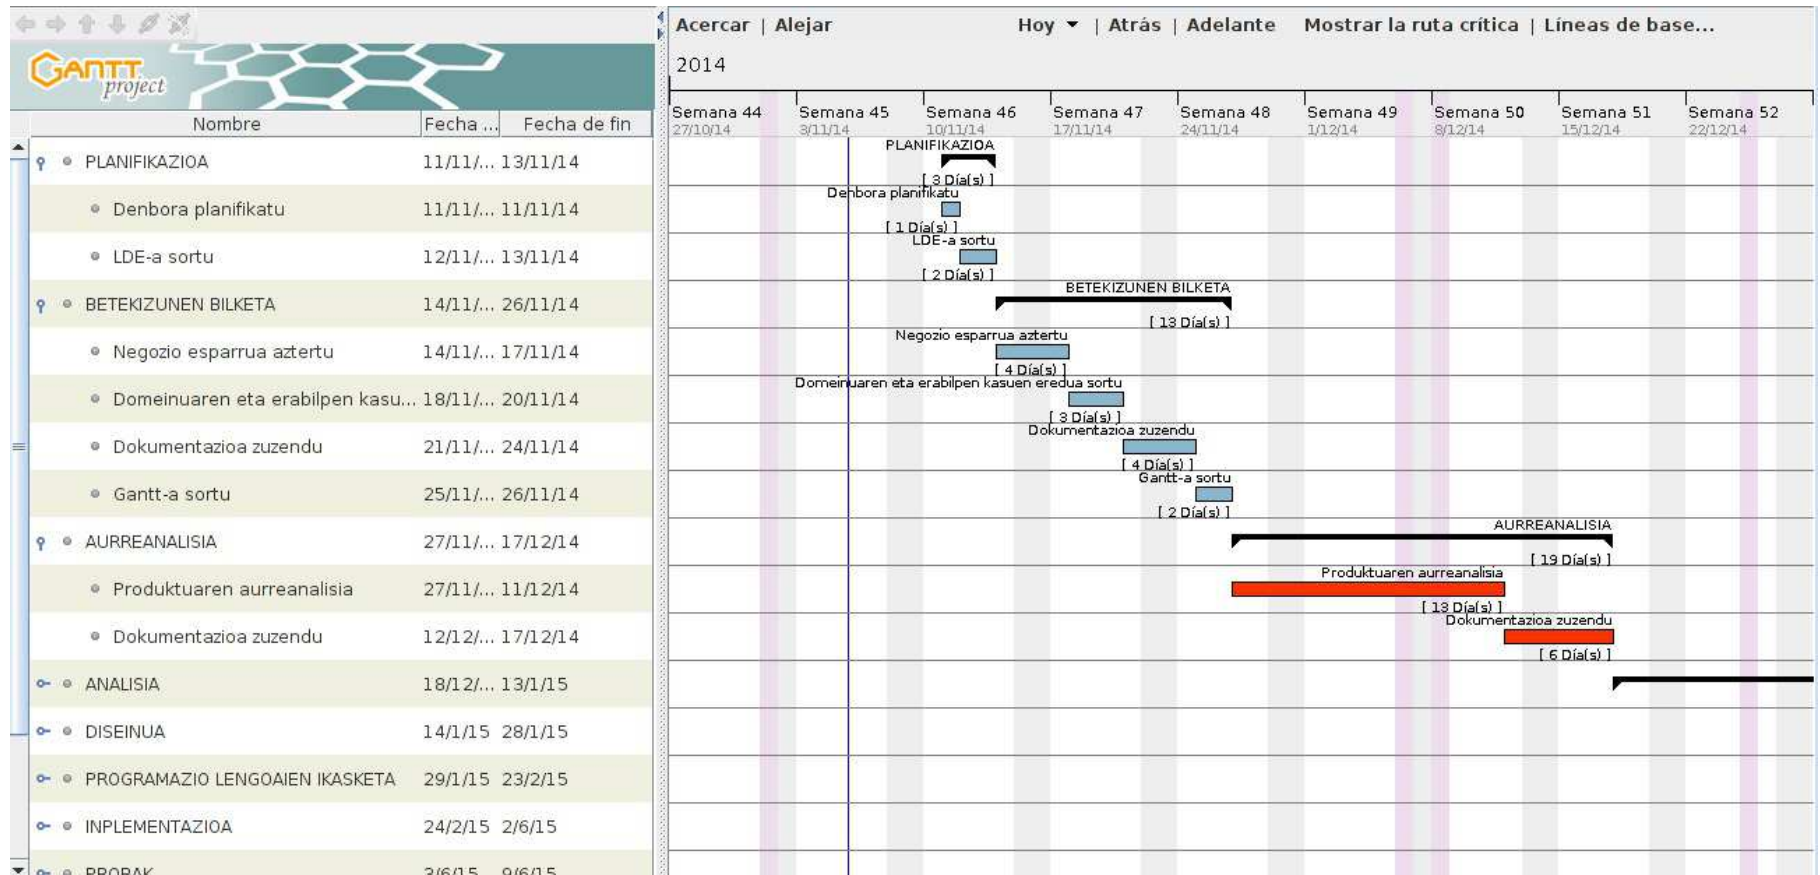 Acercar | Alejar Hoy | Atrás | Adelante Mostrar la ruta crítica | Líneas de base...
GANTT project
2014
Semana 44 Semana 45 Semana 46 Semana 47 Semana 48 Semana 49 Semana 50 Semana 51 Semana 52
27/10/14 3/11/14 10/11/14 17/11/14 24/11/14 1/12/14 8/12/14 15/12/14 22/12/14
Nombre Fecha ... Fecha de fin
PLANIFIKAZIOA 11/11/... 13/11/14
Denbora planifikatu 11/11/... 11/11/14
LDE-a sortu 12/11/... 13/11/14
BETEKIZUNEN BILKETA 14/11/... 26/11/14
Negozio esparrua aztertu 14/11/... 17/11/14
Domeinuaren eta erabilpen kasu... 18/11/... 20/11/14
Dokumentazioa zuzendu 21/11/... 24/11/14
Gantt-a sortu 25/11/... 26/11/14
AURREANALISIA 27/11/... 17/12/14
Produktuaren aurreanalisia 27/11/... 11/12/14
Dokumentazioa zuzendu 12/12/... 17/12/14
ANALISIA 18/12/... 13/1/15
DISEINUA 14/1/15 28/1/15
PROGRAMAZIO LENGOAIEN IKASKETA 29/1/15 23/2/15
INPLEMENTAZIOA 24/2/15 2/6/15
PROBAK 3/6/15 9/6/15
PLANIFIKAZIOA
[ 3 Día(s) ]
Denbora planifikatu
[ 1 Día(s) ]
LDE-a sortu
[ 2 Día(s) ]
BETEKIZUNEN BILKETA
[ 13 Día(s) ]
Negozio esparrua aztertu
[ 4 Día(s) ]
Domeinuaren eta erabilpen kasuen eredua sortu
[ 3 Día(s) ]
Dokumentazioa zuzendu
[ 4 Día(s) ]
Gantt-a sortu
[ 2 Día(s) ]
AURREANALISIA
[ 19 Día(s) ]
Produktuaren aurreanalisia
[ 13 Día(s) ]
Dokumentazioa zuzendu
[ 6 Día(s) ]